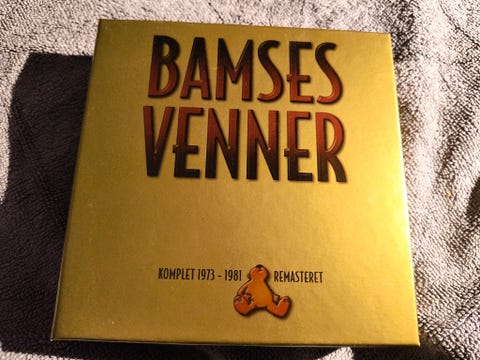 BAMSES
VENNER
KOMPLET 1973 - 1981 REMASTERET